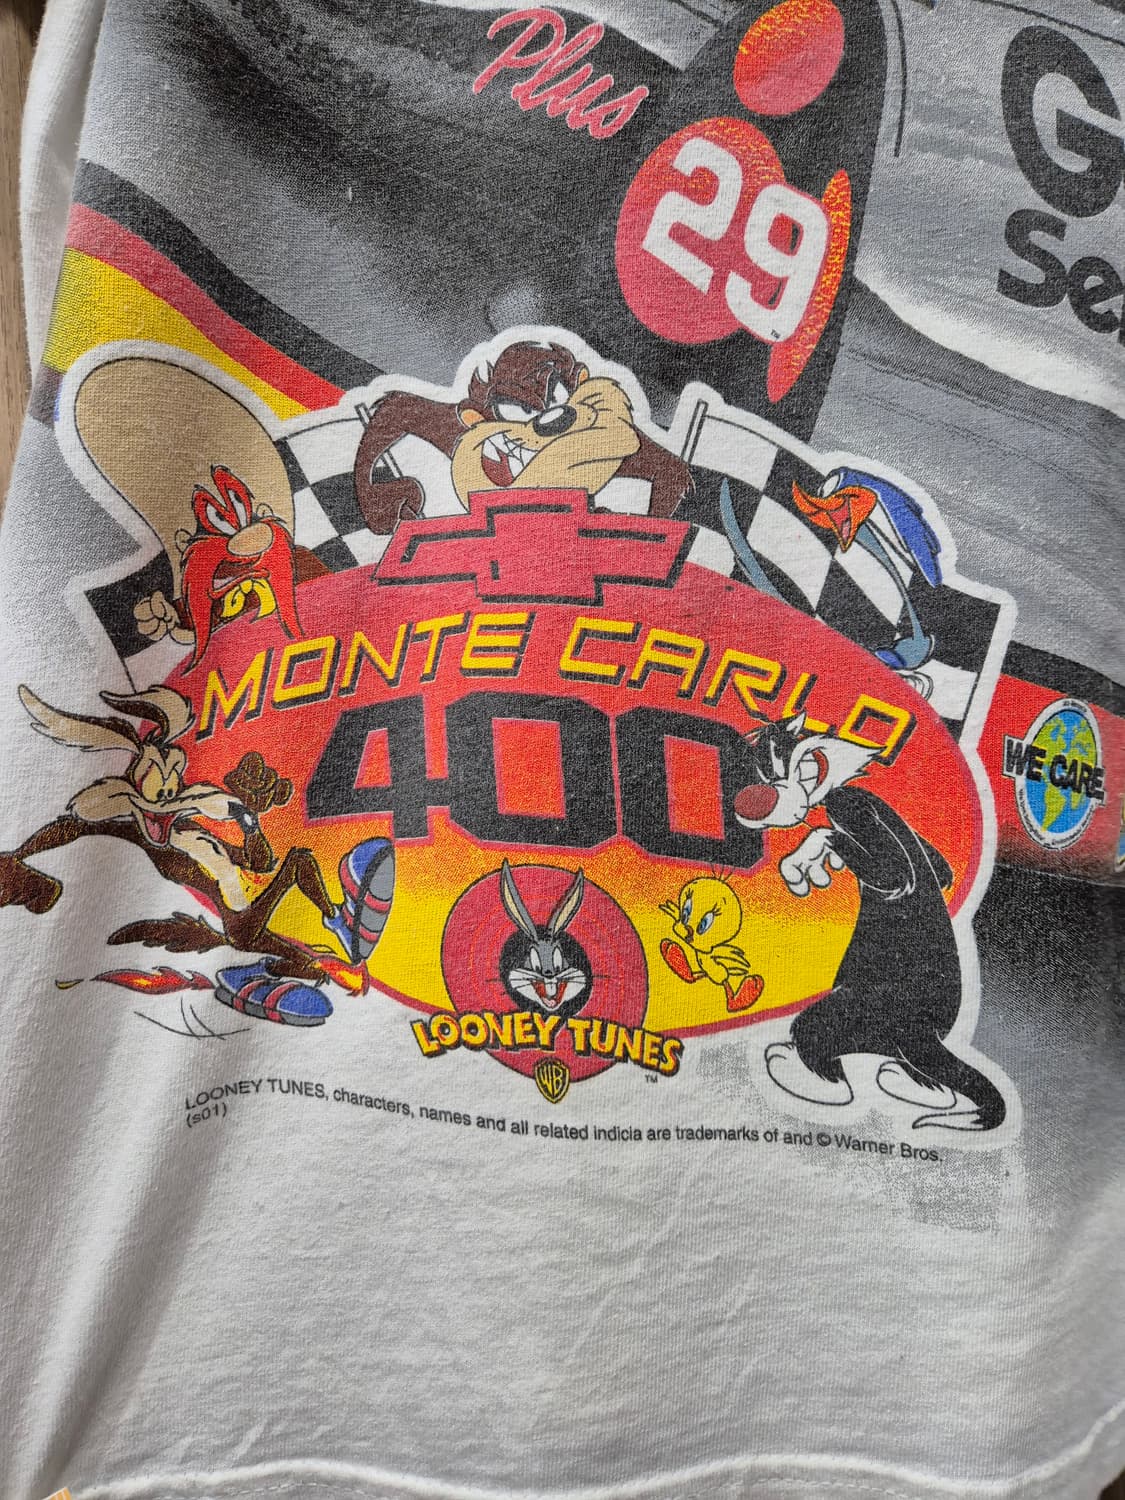 Plus
29
G
Se
MONTE CARLO
400
WE CARE
LOONEY TUNES
TM
WB
LOONEY TUNES, characters, names and all related indicia are trademarks of and © Warner Bros.
(s01)